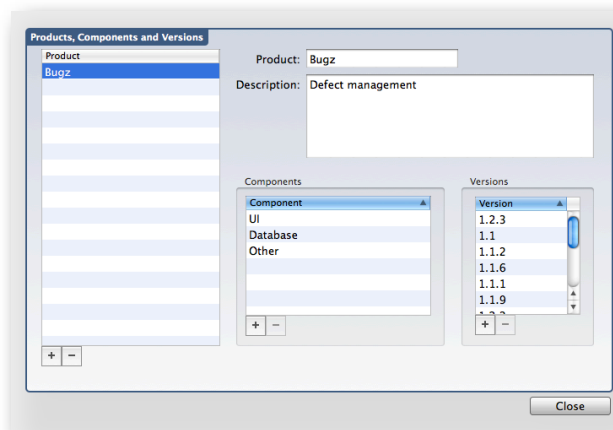 Products, Components and Versions
Product
Bugz
Product: Bugz
Description: Defect management
Components
Component
UI
Database
Other
Versions
Version
1.2.3
1.1
1.1.2
1.1.6
1.1.1
1.1.9
Close